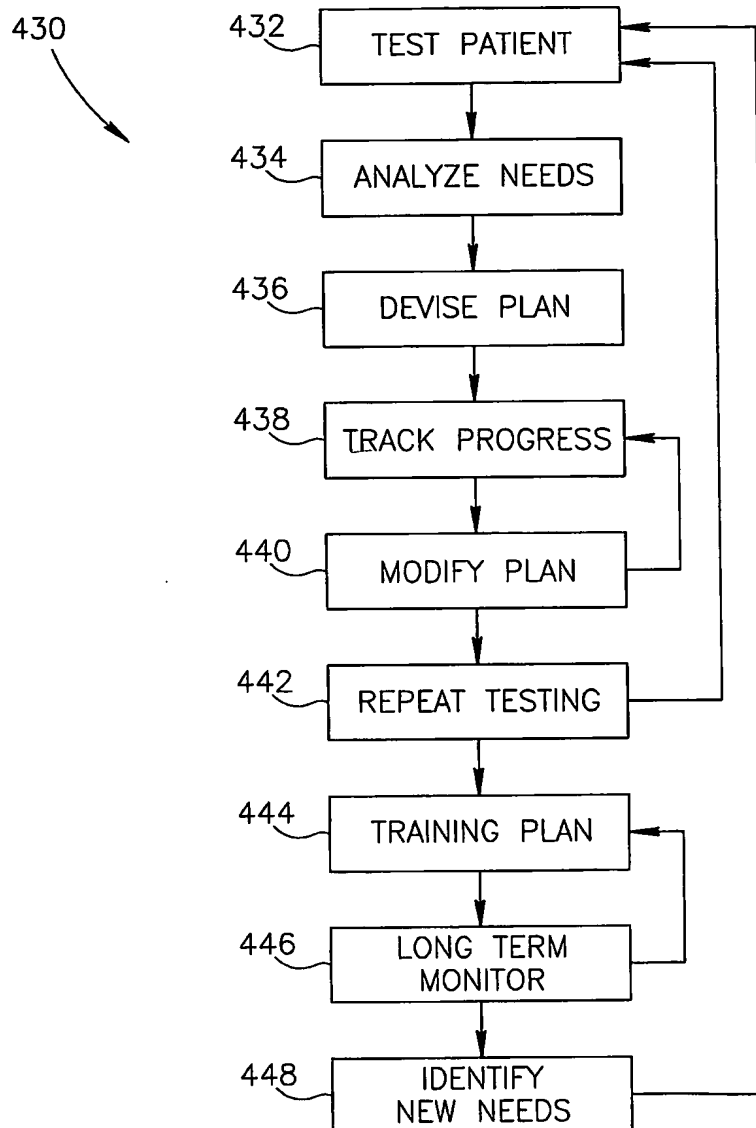 430
432
TEST PATIENT
434
ANALYZE NEEDS
436
DEVISE PLAN
438
TRACK PROGRESS
440
MODIFY PLAN
442
REPEAT TESTING
444
TRAINING PLAN
446
LONG TERM
MONITOR
448
IDENTIFY
NEW NEEDS